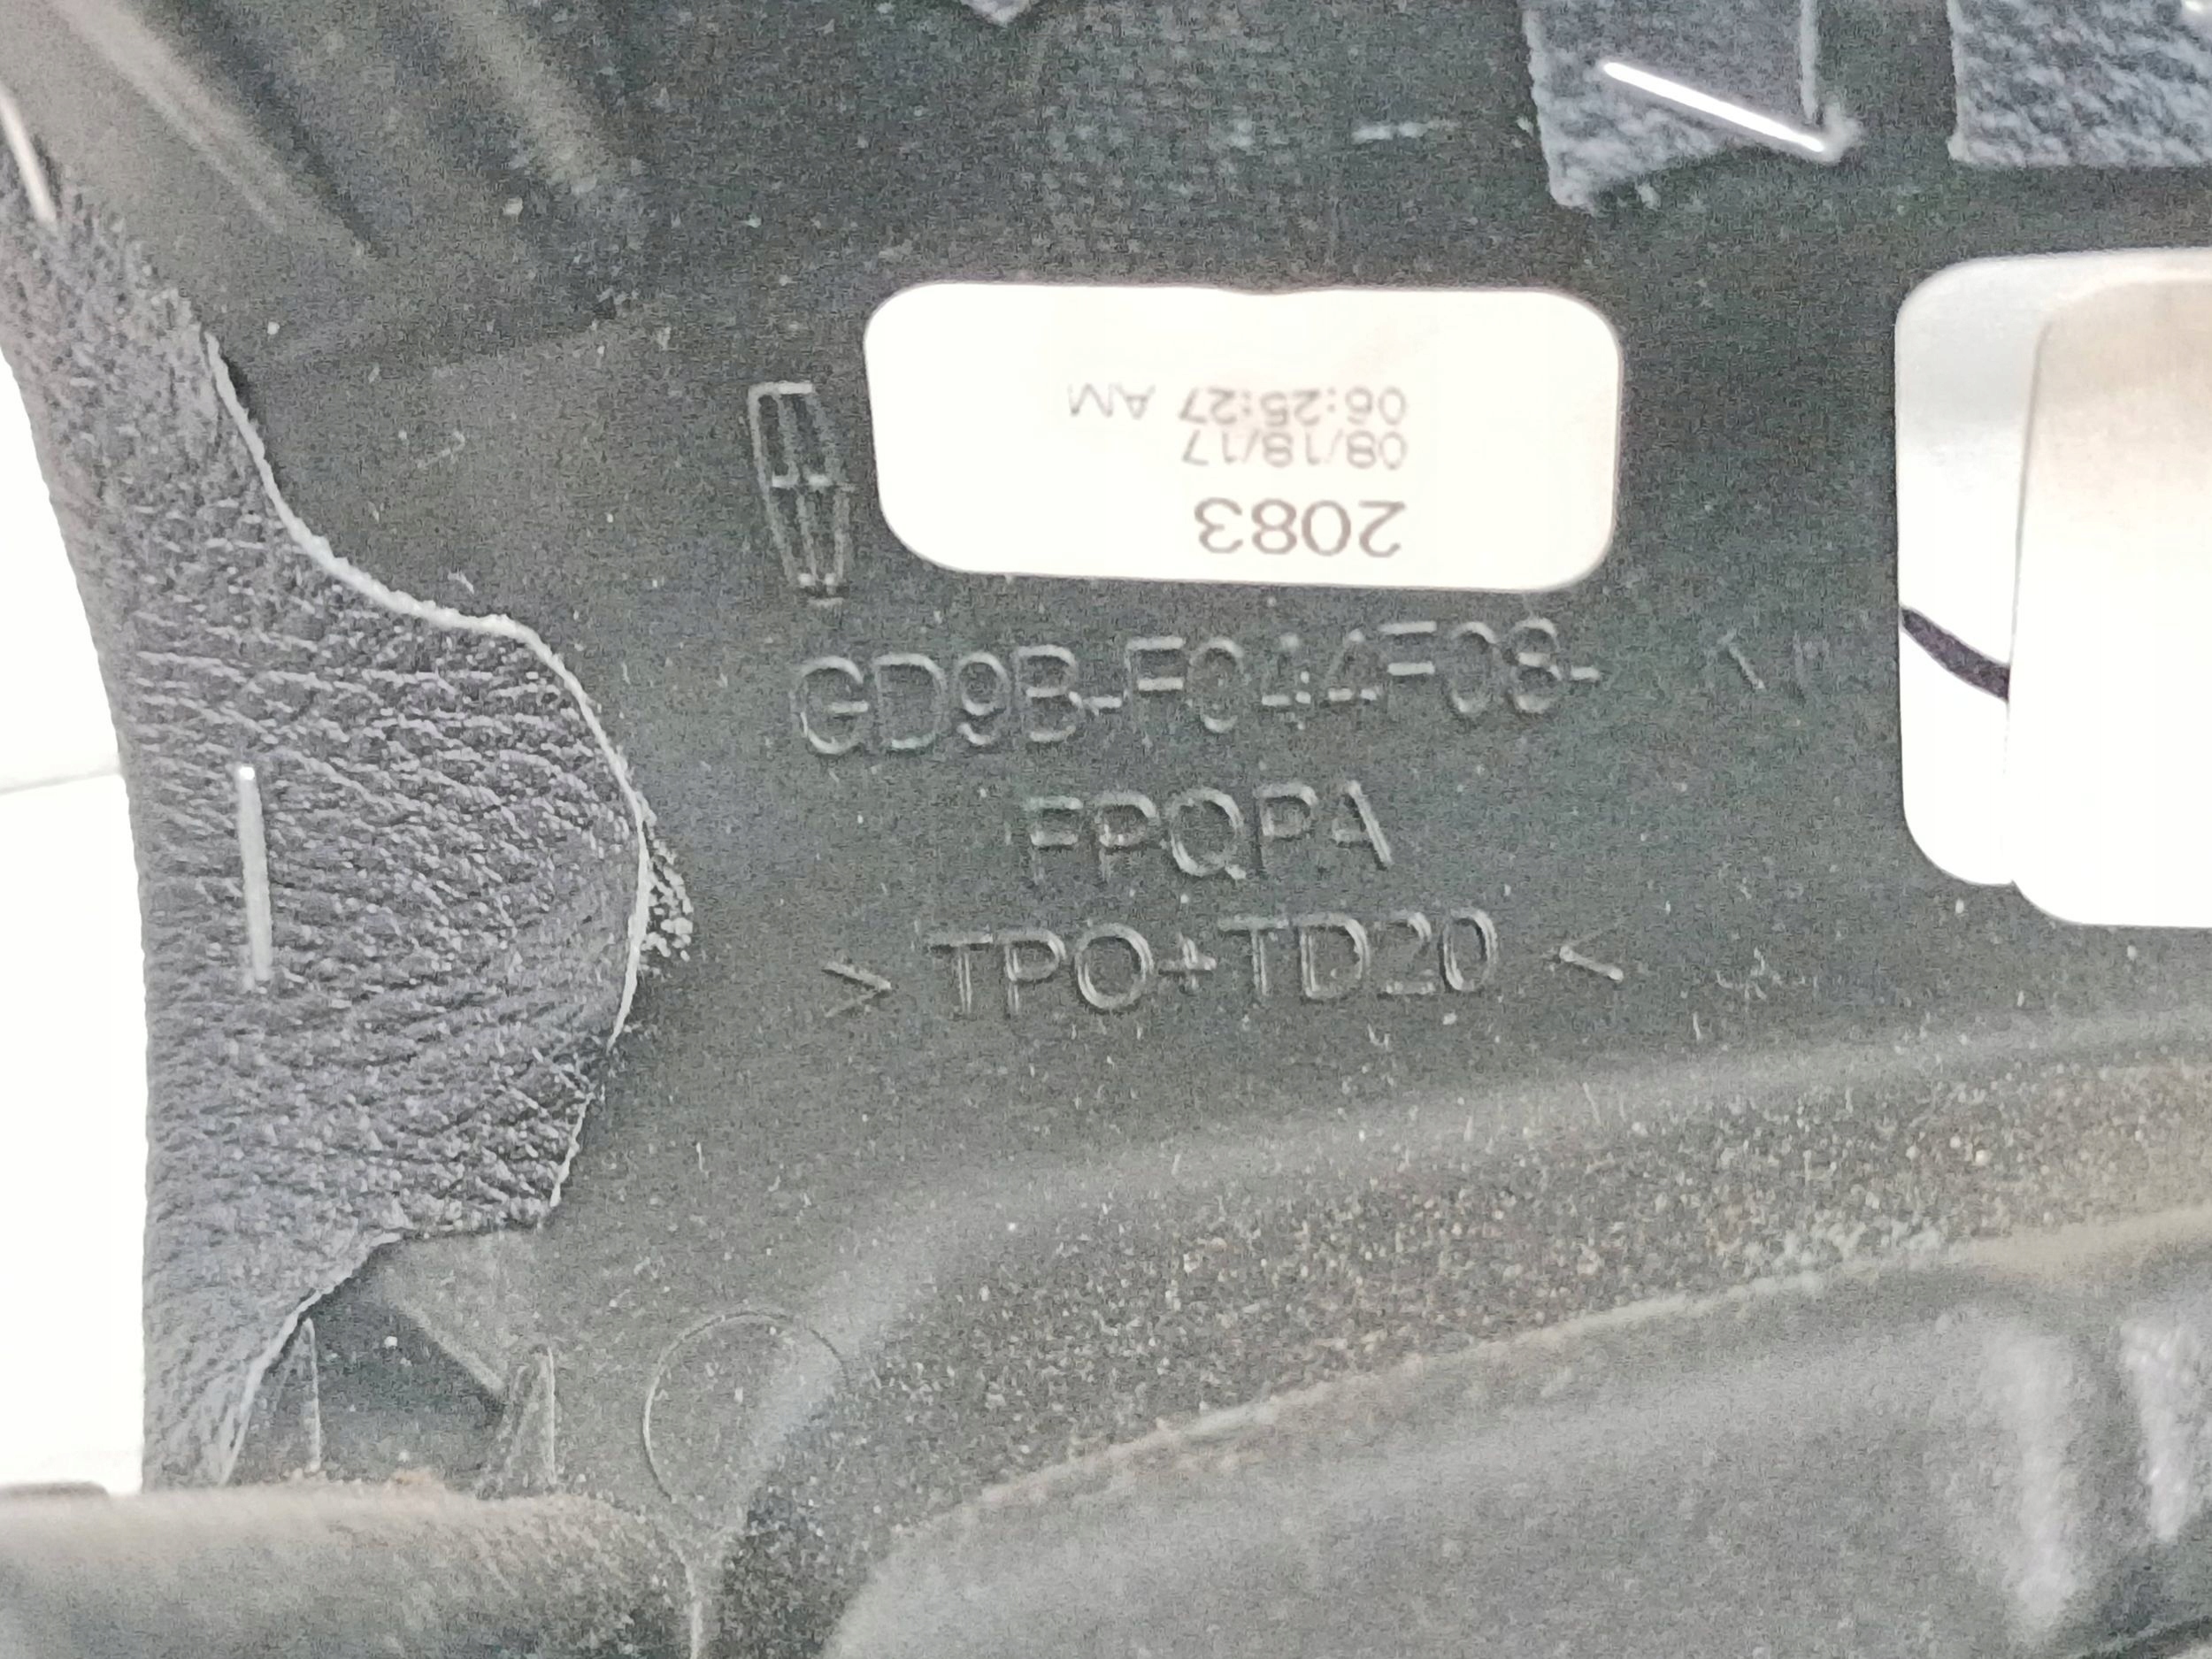 2083
08/18/17
06:25:27 AM
GD9B-F044F08-
FPQPA
> TPO+TD20 <